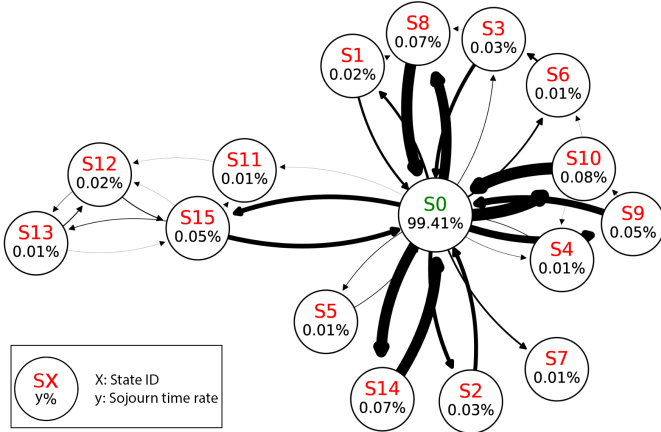 S8
0.07%
S3
0.03%
S1
0.02%
S6
0.01%
S12
0.02%
S11
0.01%
S10
0.08%
S0
99.41%
S9
0.05%
S15
0.05%
S13
0.01%
S4
0.01%
S5
0.01%
S7
0.01%
S14
0.07%
S2
0.03%
SX
y%
X: State ID
y: Sojourn time rate